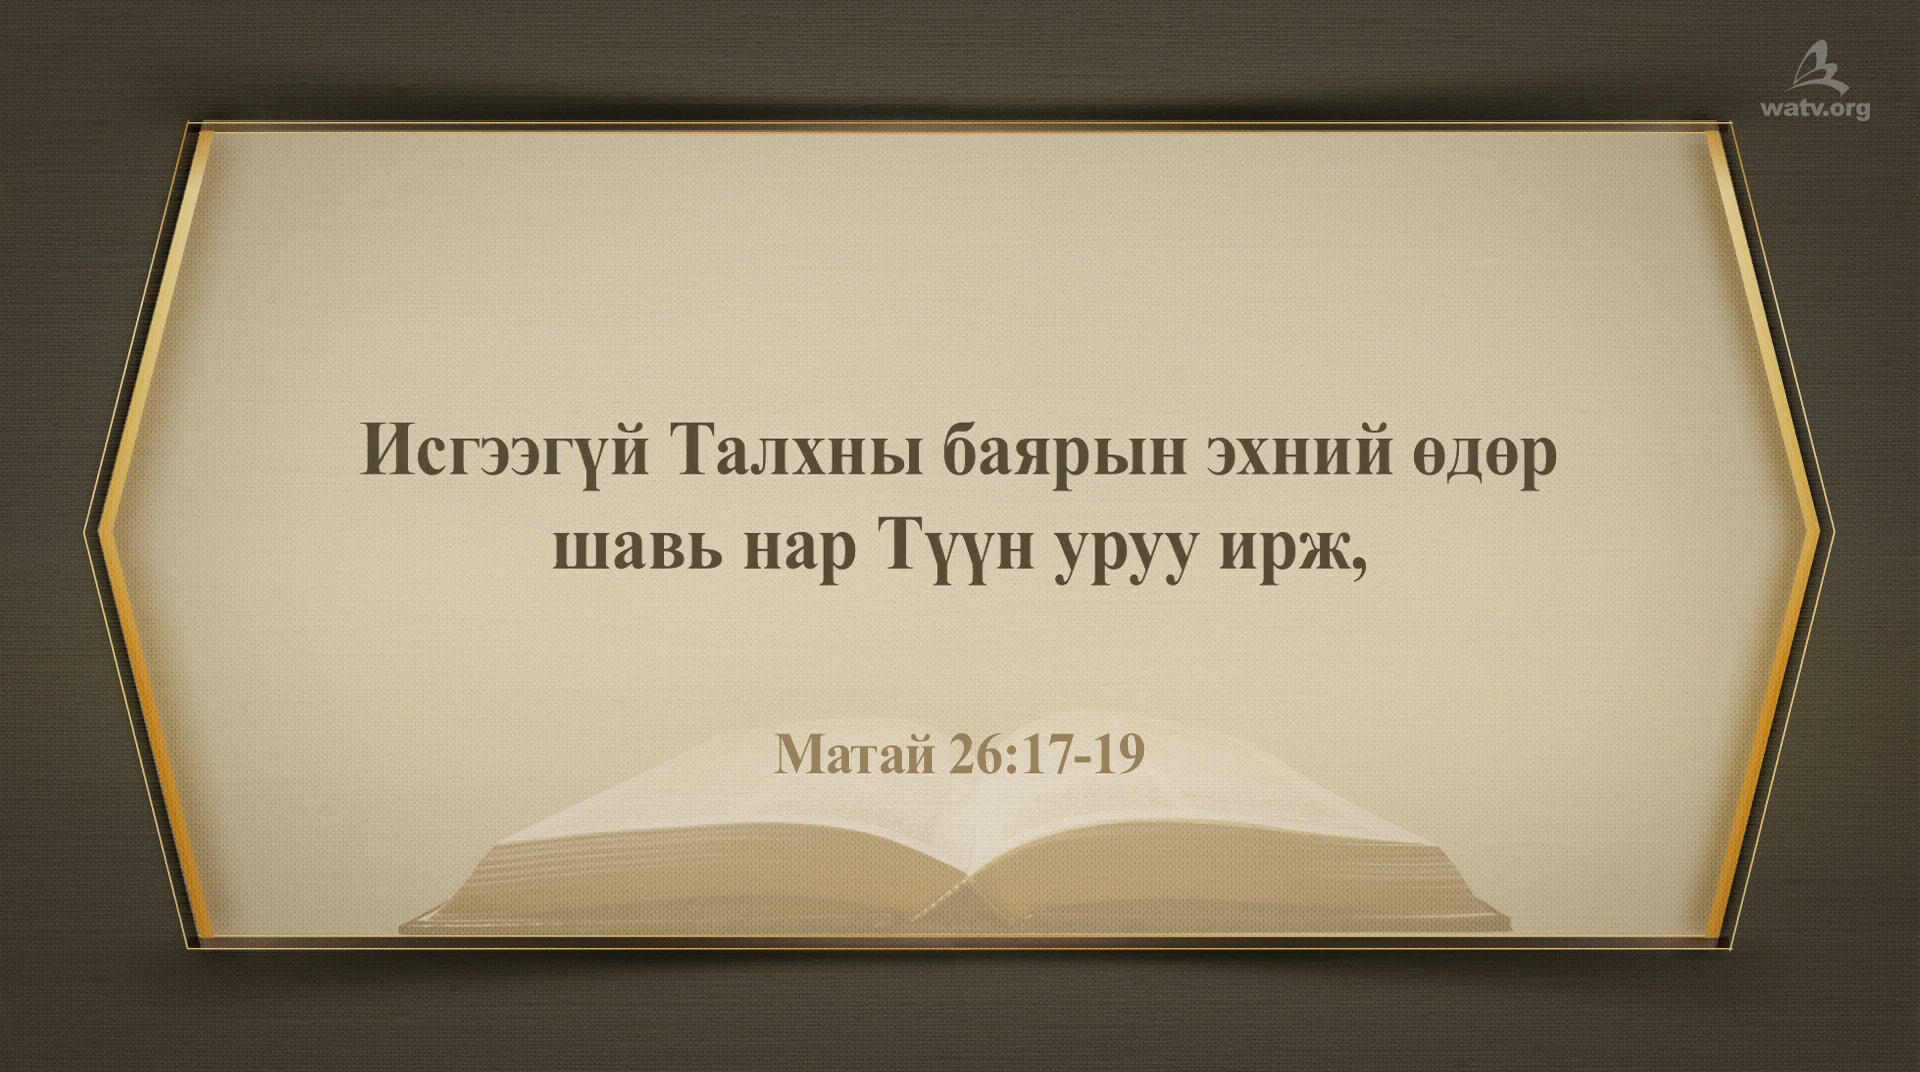 watv.org
Исгээгүй Талхны баярын эхний өдөр
шавь нар Түүн уруу ирж,
Матай 26:17-19